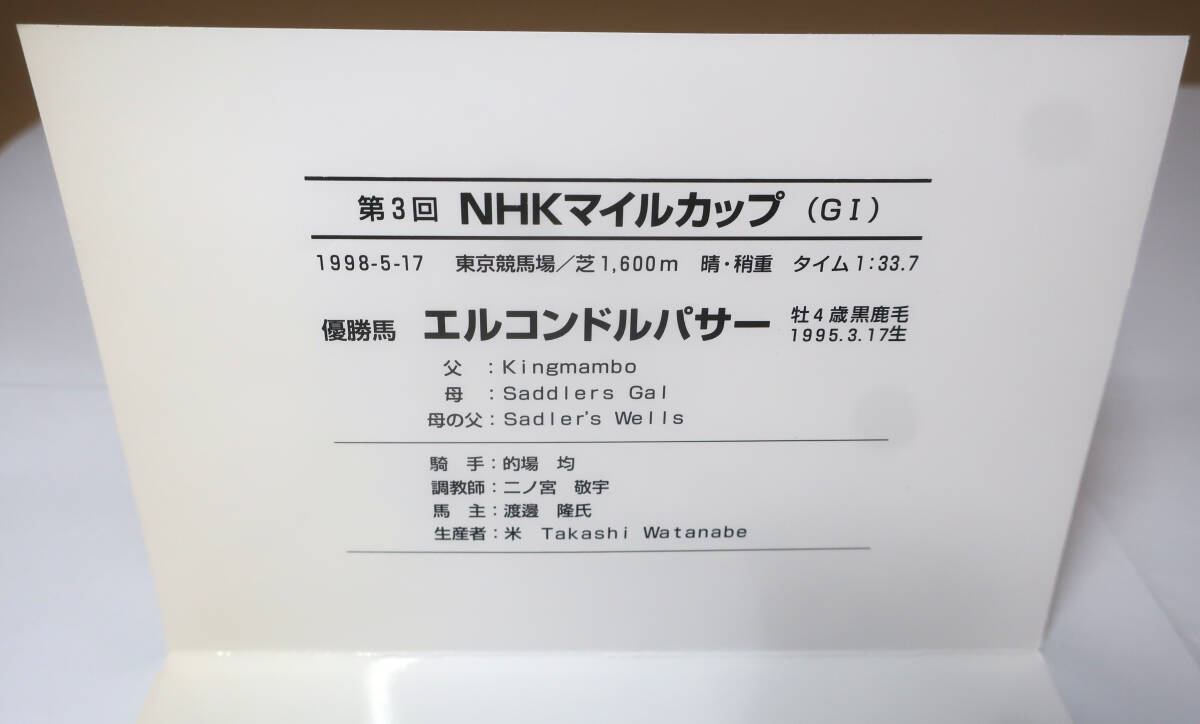 第3回 NHKマイルカップ (GI)
1998-5-17 東京競馬場/芝1,600m 晴・稍重 タイム1:33.7
優勝馬 エルコンドルパサー 牡4歳黒鹿毛
1995.3.17生
父 :Kingmambo
母 :Saddlers Gal
母の父:Sadler's Wells
騎 手:的場 均
調教師:二ノ宮 敬宇
馬 主:渡邊 隆氏
生産者:米 Takashi Watanabe